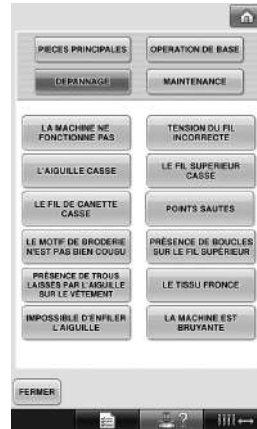 PIECES PRINCIPALES
OPERATION DE BASE
DEPANNAGE
MAINTENANCE
LA MACHINE NE
FONCTIONNE PAS
TENSION DU FIL
INCORRECTE
L'AIGUILLE CASSE
LE FIL SUPERIEUR
CASSE
LE FIL DE CANETTE
CASSE
POINTS SAUTES
LE MOTIF DE BRODERIE
N'EST PAS BIEN COUSU
PRÉSENCE DE BOUCLES
SUR LE FIL SUPÉRIEUR
PRÉSENCE DE TROUS
LAISSÉS PAR L'AIGUILLE
SUR LE VÊTEMENT
LE TISSU FRONCE
IMPOSSIBLE D'ENFILER
L'AIGUILLE
LA MACHINE EST
BRUYANTE
FERMER
?